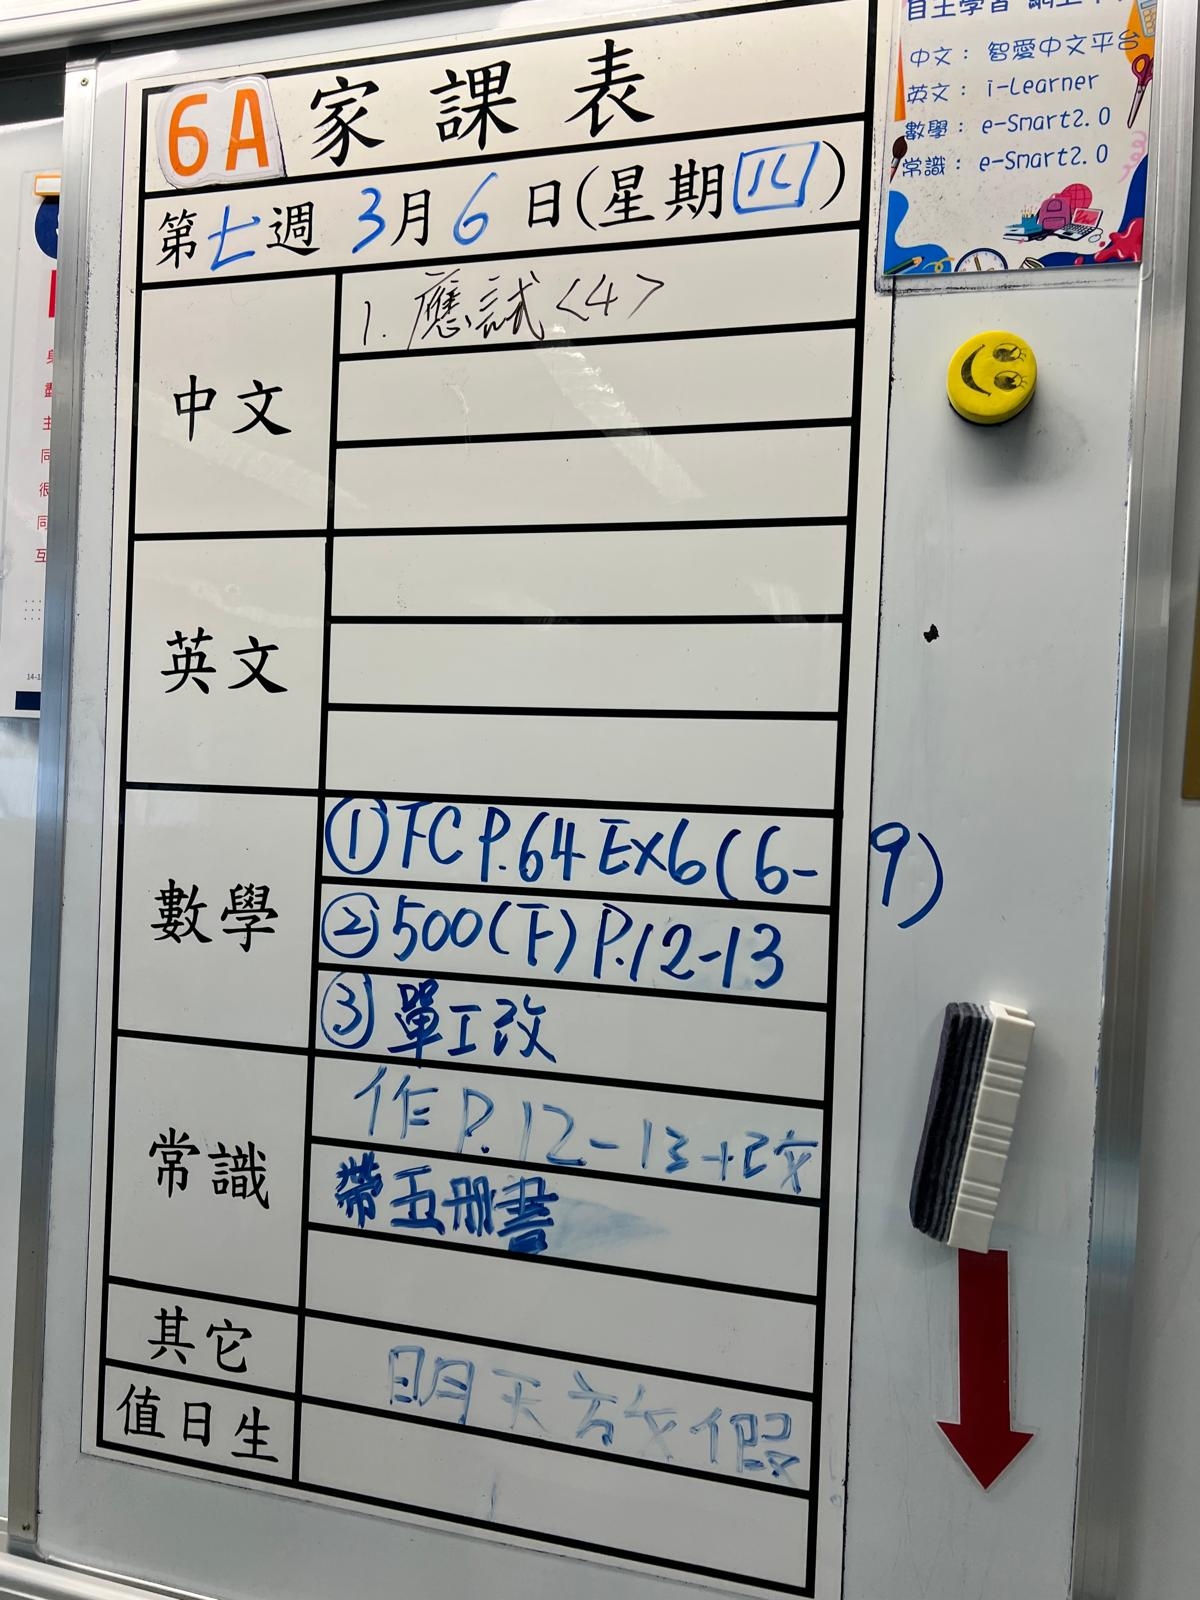 6A 家課表
第七週 3月6日(星期四)
中文
1. 應試<4>
英文
數學
①FC P.64 Ex6(6-9)
②500(下) P.12-13
③單工改
常識
作 P.12-13+改
帶五册書
其它
明天放假!
值日生
自主學習
中文： 智愛中文平台
英文： i-Learner
數學： e-Smart2.0
常識： e-Smart2.0